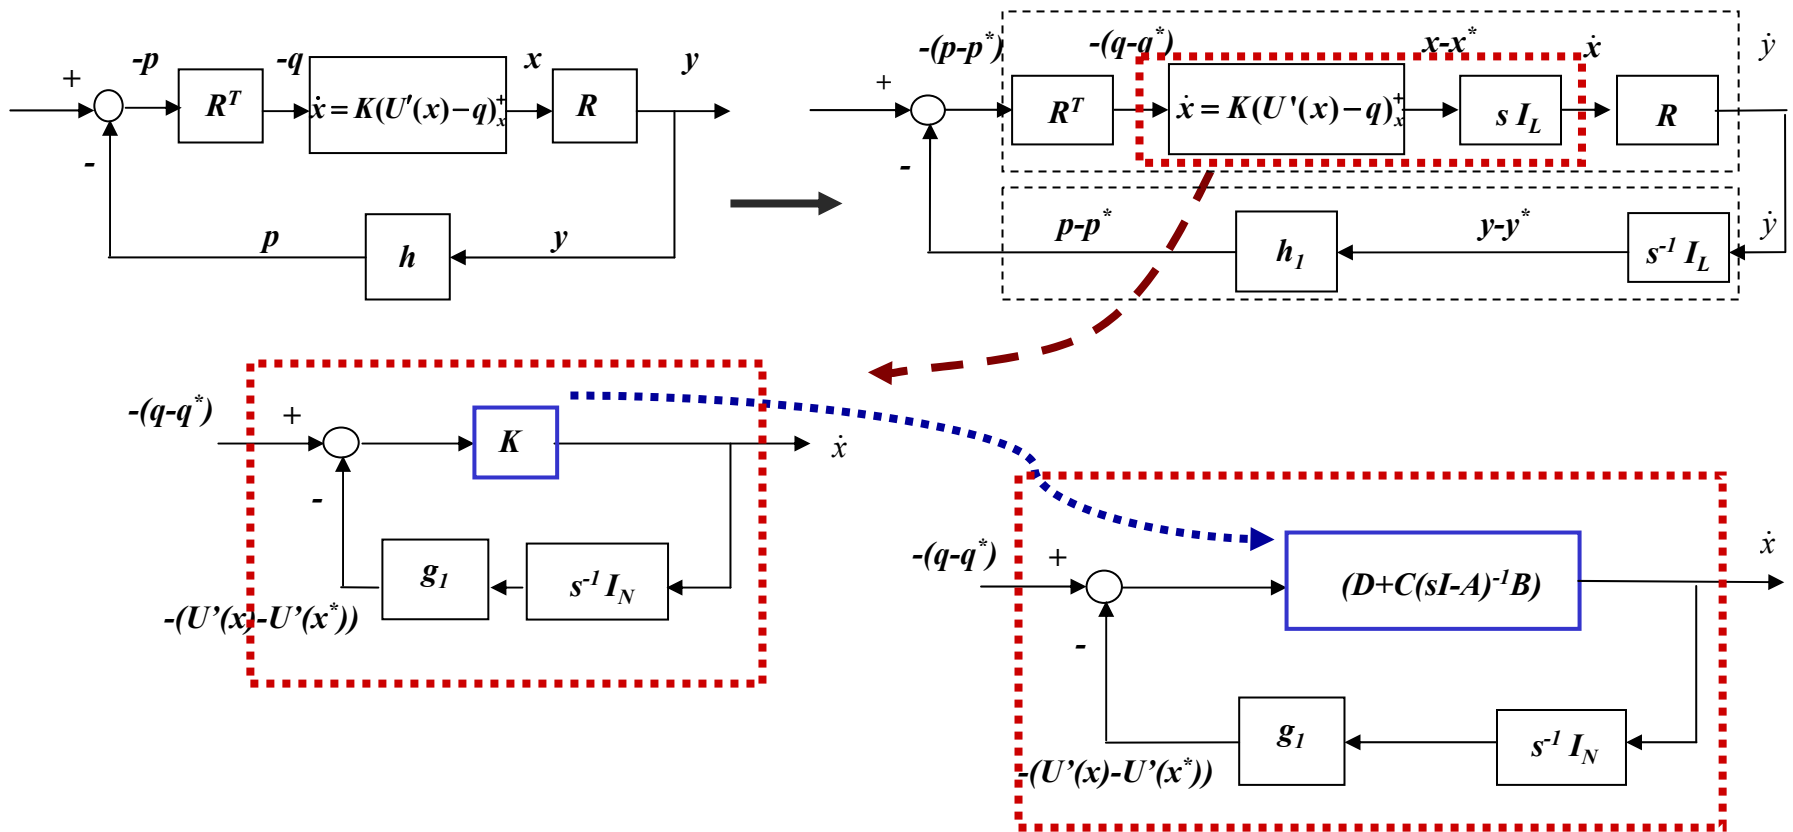 +
-p
R^T
-q
ẋ = K(U'(x)-q)_x^+
x
R
y
-
p
h
y
-(p-p^*)
+
R^T
-(q-q^*)
ẋ = K(U'(x)-q)_x^+
x-x^*
s I_L
ẋ
R
ẏ
-
p-p^*
h_1
y-y^*
s^-1 I_L
ẏ
-(q-q^*)
+
K
ẋ
-
g_1
s^-1 I_N
-(U'(x)-U'(x^*))
-(q-q^*)
+
(D+C(sI-A)^-1B)
ẋ
-
g_1
s^-1 I_N
-(U'(x)-U'(x^*))